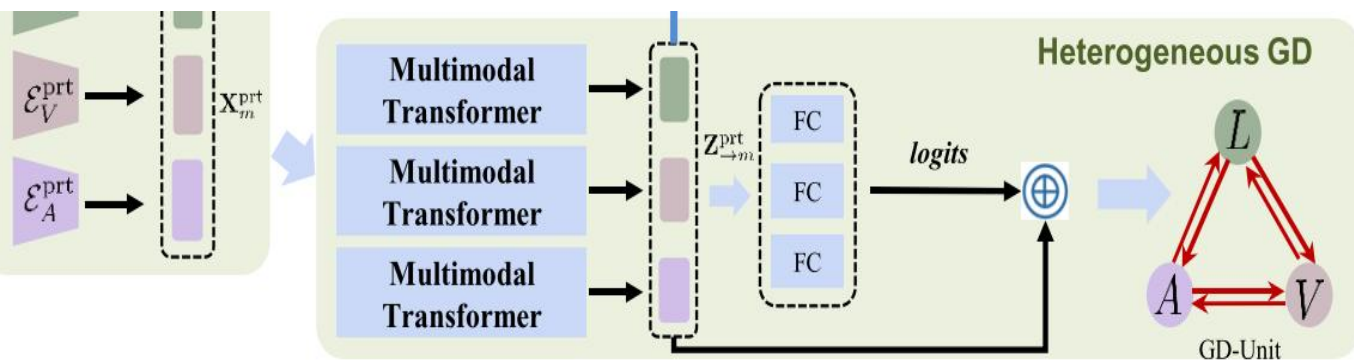 Heterogeneous GD
Multimodal
Transformer
Multimodal
Transformer
Multimodal
Transformer
$\mathcal{E}_V^{\text{prt}}$
$\mathbf{X}_m^{\text{prt}}$
$\mathcal{E}_A^{\text{prt}}$
$\mathbf{Z}_{\rightarrow m}^{\text{prt}}$
FC
FC
FC
logits
L
A
V
GD-Unit